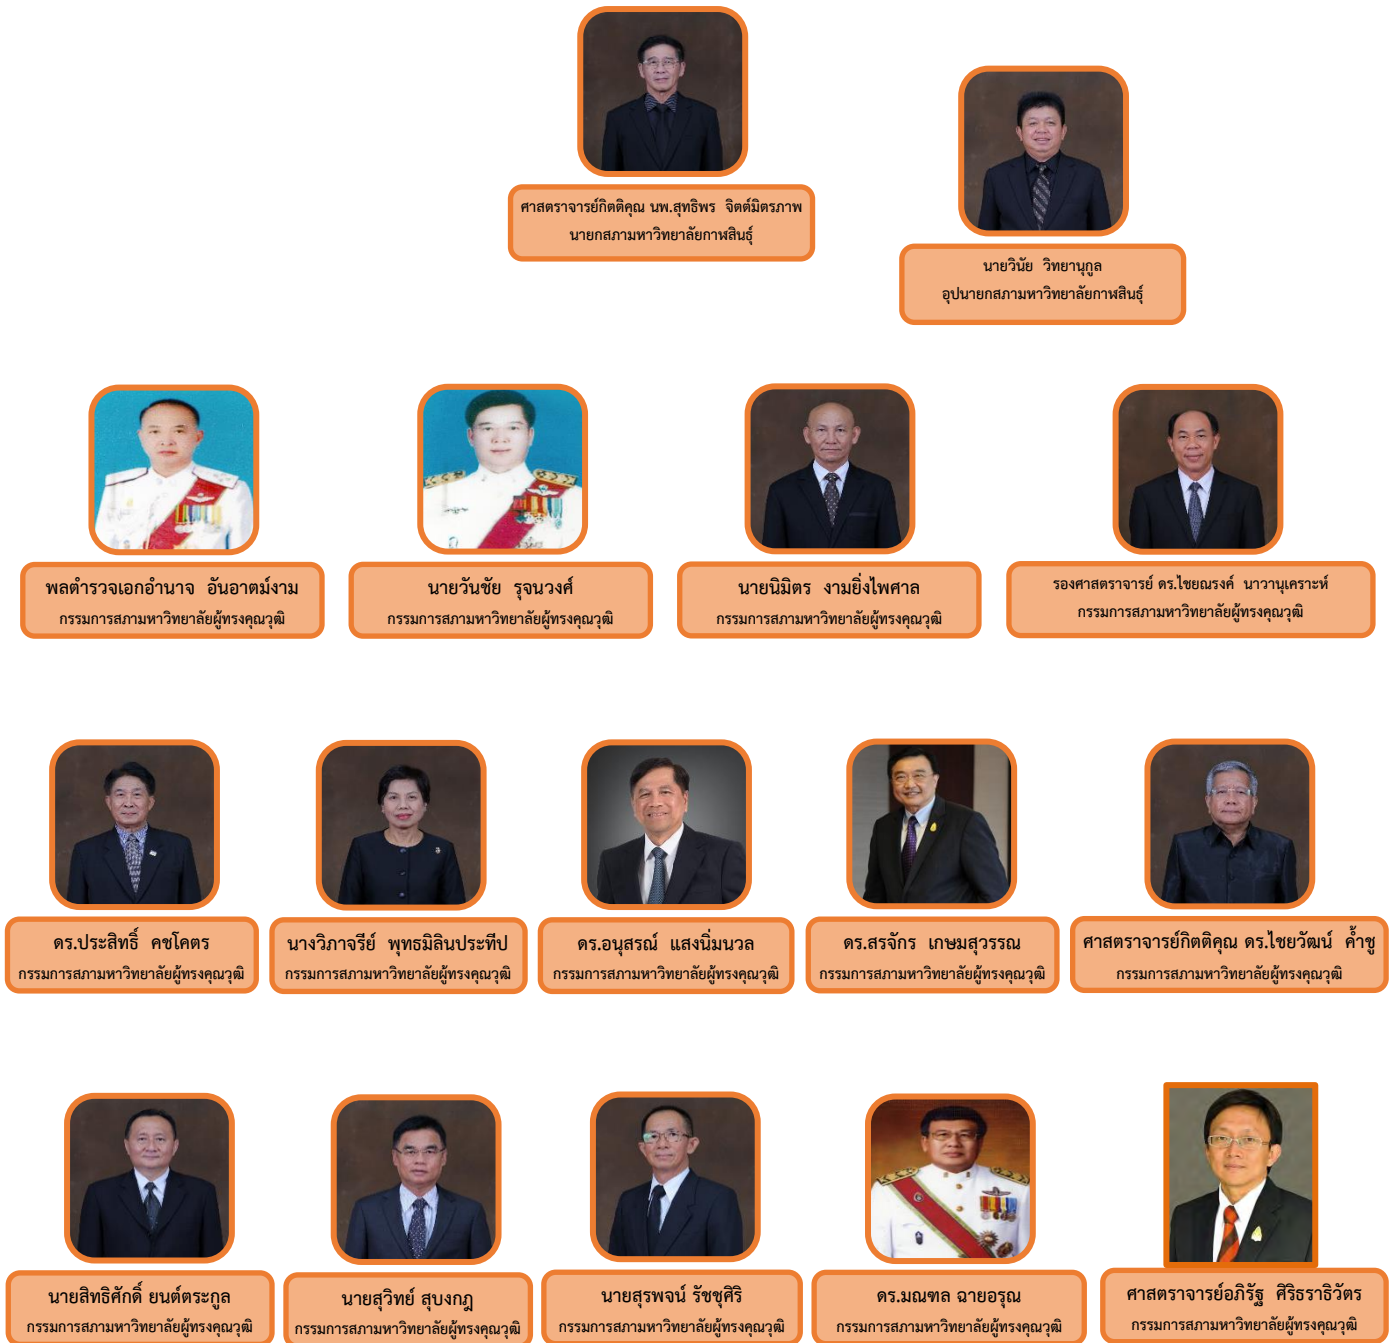 ศาสตราจารย์กิตติคุณ นพ.สุทธิพร จิตต์มิตรภาพ
นายกสภามหาวิทยาลัยกาฬสินธุ์
นายวินัย วิทยานุกูล
อุปนายกสภามหาวิทยาลัยกาฬสินธุ์
พลตำรวจเอกอำนาจ อันอาตม์งาม
กรรมการสภามหาวิทยาลัยผู้ทรงคุณวุฒิ
นายวันชัย รุจนวงศ์
กรรมการสภามหาวิทยาลัยผู้ทรงคุณวุฒิ
นายนิมิตร งามยิ่งไพศาล
กรรมการสภามหาวิทยาลัยผู้ทรงคุณวุฒิ
รองศาสตราจารย์ ดร.ไชยณรงค์ นาวานุเคราะห์
กรรมการสภามหาวิทยาลัยผู้ทรงคุณวุฒิ
ดร.ประสิทธิ์ คชโคตร
กรรมการสภามหาวิทยาลัยผู้ทรงคุณวุฒิ
นางวิภาจรีย์ พุทธมิลินประทีป
กรรมการสภามหาวิทยาลัยผู้ทรงคุณวุฒิ
ดร.อนุสรณ์ แสงนิ่มนวล
กรรมการสภามหาวิทยาลัยผู้ทรงคุณวุฒิ
ดร.สรจักร เกษมสุวรรณ
กรรมการสภามหาวิทยาลัยผู้ทรงคุณวุฒิ
ศาสตราจารย์กิตติคุณ ดร.ไชยวัฒน์ ค้ำชู
กรรมการสภามหาวิทยาลัยผู้ทรงคุณวุฒิ
นายสิทธิศักดิ์ ยนต์ตระกูล
กรรมการสภามหาวิทยาลัยผู้ทรงคุณวุฒิ
นายสุวิทย์ สุบงกฎ
กรรมการสภามหาวิทยาลัยผู้ทรงคุณวุฒิ
นายสุรพจน์ รัชชุศิริ
กรรมการสภามหาวิทยาลัยผู้ทรงคุณวุฒิ
ดร.มณฑล ฉายอรุณ
กรรมการสภามหาวิทยาลัยผู้ทรงคุณวุฒิ
ศาสตราจารย์อภิรัฐ ศิริธราธิวัตร
กรรมการสภามหาวิทยาลัยผู้ทรงคุณวุฒิ